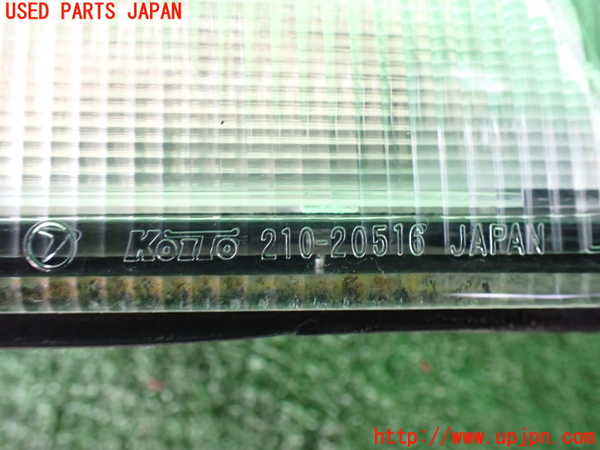 USED PARTS JAPAN
KOITO 210-20516 JAPAN
http://www.upjpn.com/